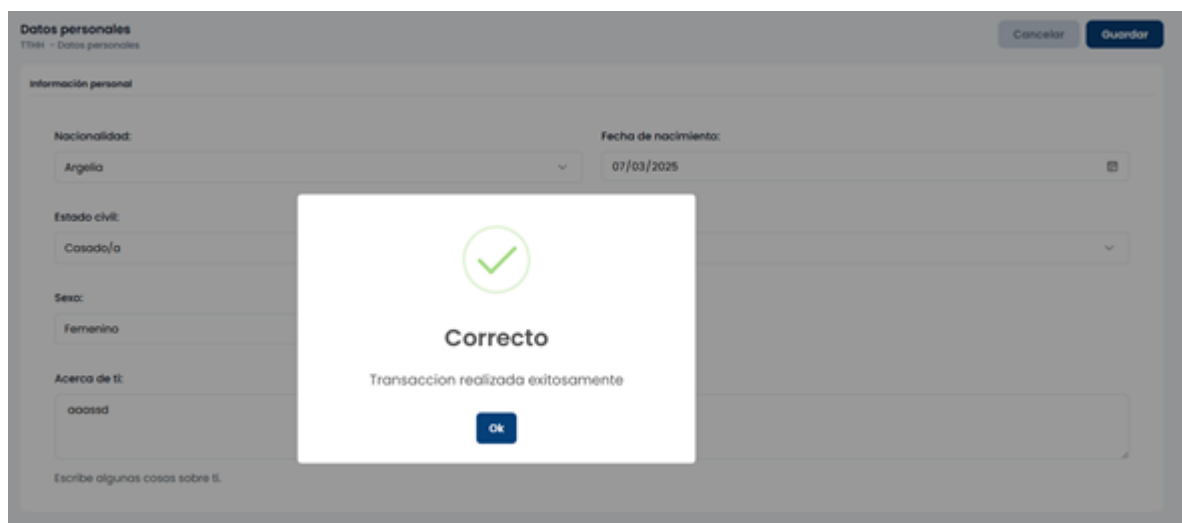 Datos personales
TTHH - Datos personales
Cancelar
Guardar
Información personal
Nacionalidad:
Fecha de nacimiento:
Argelia
07/03/2025
Estado civil:
Casado/a
Sexo:
Femenino
Correcto
Acerca de ti:
Transaccion realizada exitosamente
aaassd
Ok
Escribe algunas cosas sobre ti.